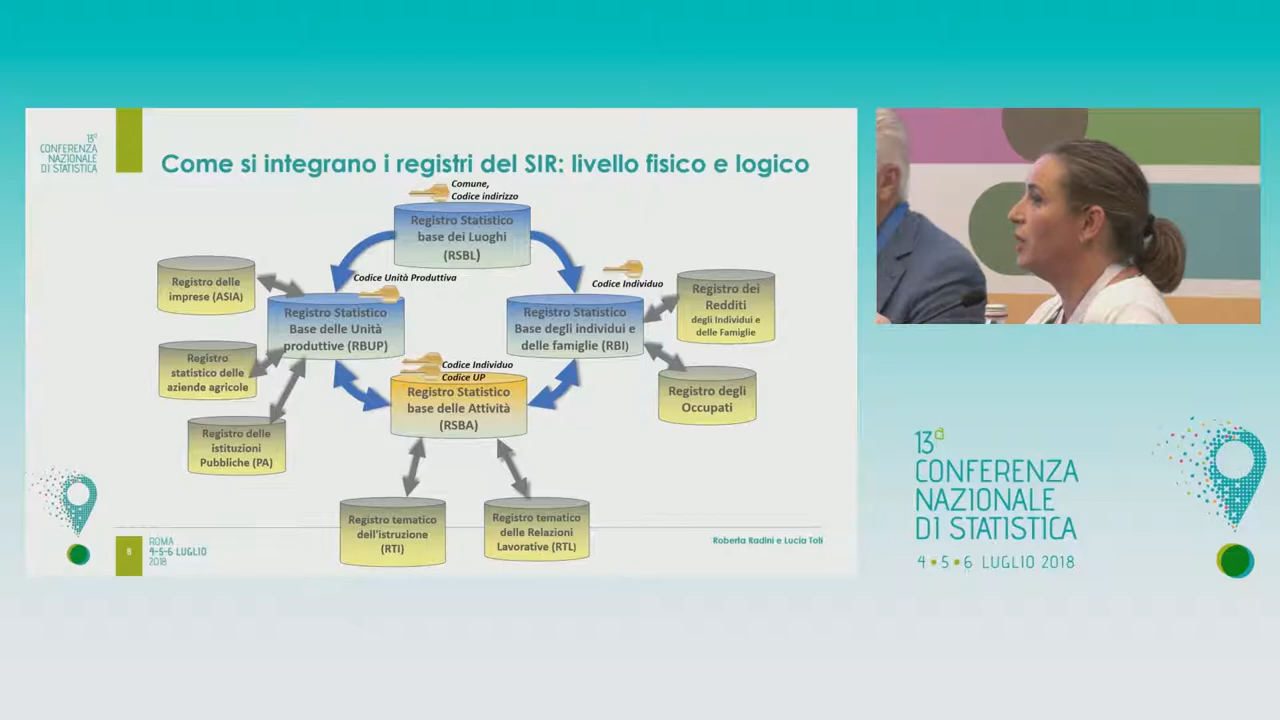 13°
CONFERENZA
NAZIONALE
DI STATISTICA
Come si integrano i registri del SIR: livello fisico e logico
Comune,
Codice indirizzo
Registro Statistico
base dei Luoghi
(RSBL)
Registro delle
imprese (ASIA)
Codice Unità Produttiva
Registro Statistico
Base delle Unità
produttive (RBUP)
Codice Individuo
Registro Statistico
Base degli individui e
delle famiglie (RBI)
Registro dei
Redditi
degli Individui e
delle Famiglie
Registro
statistico delle
aziende agricole
Codice Individuo
Codice UP
Registro Statistico
base delle Attività
(RSBA)
Registro degli
Occupati
Registro delle
istituzioni
Pubbliche (PA)
Registro tematico
dell'istruzione
(RTI)
Registro tematico
delle Relazioni
Lavorative (RTL)
8
ROMA
4-5-6 LUGLIO
2018
Roberta Radini e Lucia Toti
13°
CONFERENZA
NAZIONALE
DI STATISTICA
4•5•6 LUGLIO 2018